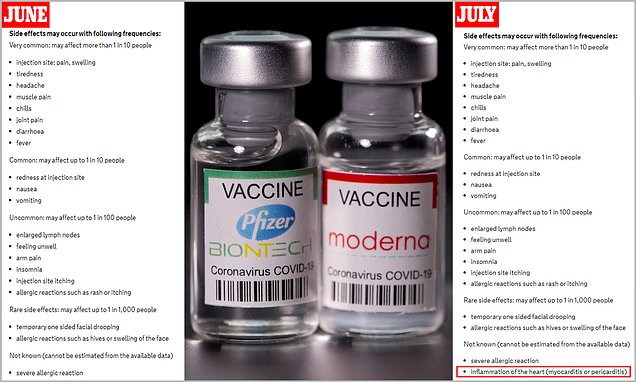 JUNE
Side effects may occur with following frequencies:
Very common: may affect more than 1 in 10 people
injection site: pain, swelling
tiredness
headache
muscle pain
chills
joint pain
diarrhoea
fever
Common: may affect up to 1 in 10 people
redness at injection site
nausea
vomiting
Uncommon: may affect up to 1 in 100 people
enlarged lymph nodes
feeling unwell
arm pain
insomnia
injection site itching
allergic reactions such as rash or itching
Rare side effects: may affect up to 1 in 1,000 people
temporary one sided facial drooping
allergic reactions such as hives or swelling of the face
Not known (cannot be estimated from the available data)
severe allergic reaction
VACCINE
Pfizer
BIONTECH
Coronavirus COVID-19
VACCINE
moderna
Coronavirus COVID-19
JULY
Side effects may occur with following frequencies:
Very common: may affect more than 1 in 10 people
injection site: pain, swelling
tiredness
headache
muscle pain
chills
joint pain
diarrhoea
fever
Common: may affect up to 1 in 10 people
redness at injection site
nausea
vomiting
Uncommon: may affect up to 1 in 100 people
enlarged lymph nodes
feeling unwell
arm pain
insomnia
injection site itching
allergic reactions such as rash or itching
Rare side effects: may affect up to 1 in 1,000 people
temporary one sided facial drooping
allergic reactions such as hives or swelling of the face
Not known (cannot be estimated from the available data)
severe allergic reaction
inflammation of the heart (myocarditis or pericarditis)